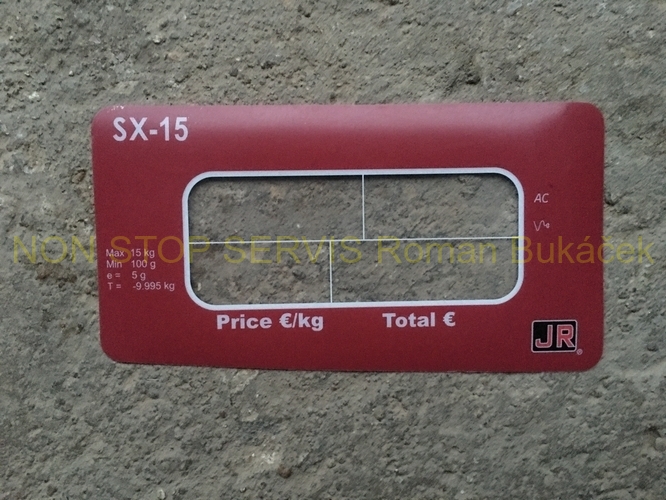 SX-15
AC
NON STOP SERVIS Roman Bukáček
Max 15 kg
Min 100 g
e = 5 g
T = -9.995 kg
Price €/kg Total €
JR
®